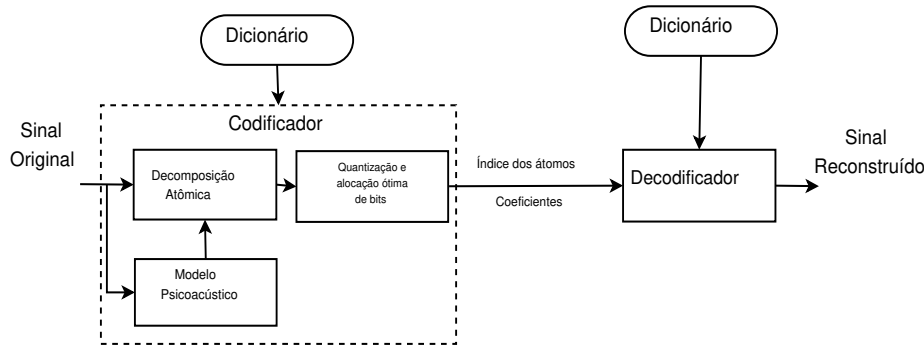 Dicionário
Dicionário
Codificador
Sinal
Original
Decomposição
Atômica
Quantização e
alocação ótima
de bits
Índice dos átomos
Coeficientes
Decodificador
Sinal
Reconstruído
Modelo
Psicoacústico